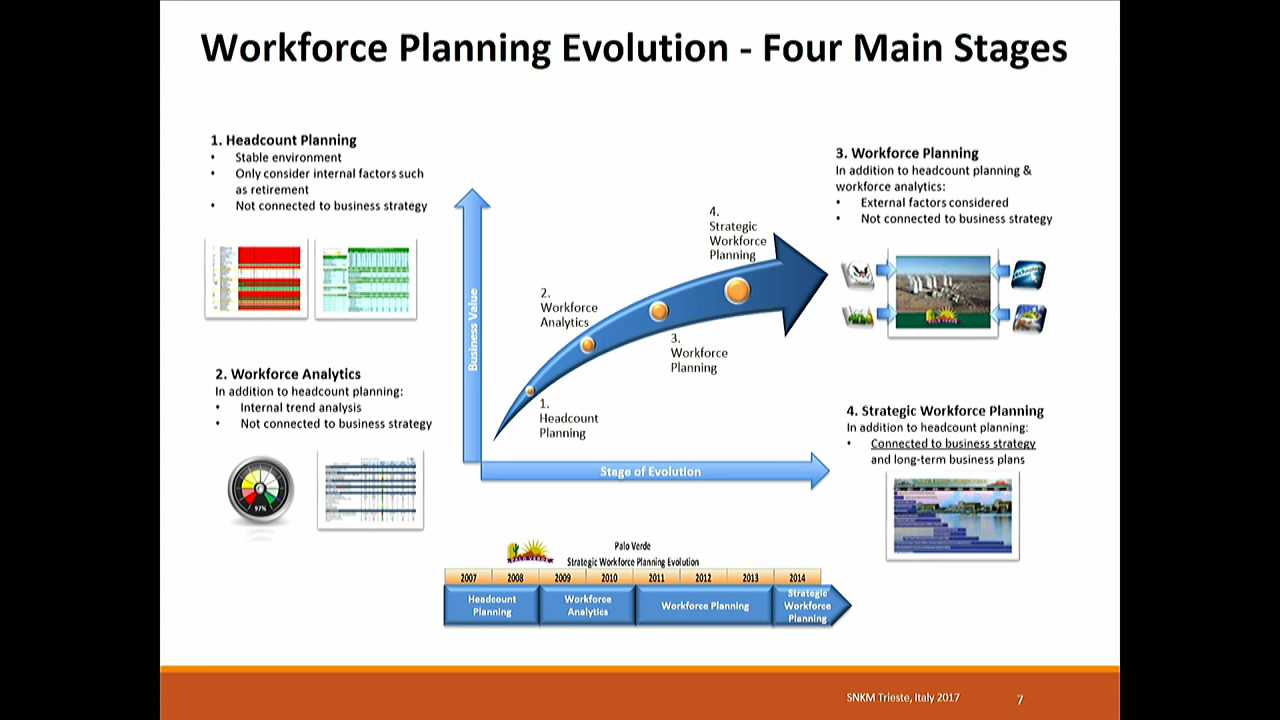 Workforce Planning Evolution - Four Main Stages
1. Headcount Planning
• Stable environment
• Only consider internal factors such
as retirement
• Not connected to business strategy
2. Workforce Analytics
In addition to headcount planning:
• Internal trend analysis
• Not connected to business strategy
97%
Business Value
4.
Strategic
Workforce
Planning
2.
Workforce
Analytics
3.
Workforce
Planning
1.
Headcount
Planning
Stage of Evolution
3. Workforce Planning
In addition to headcount planning &
workforce analytics:
• External factors considered
• Not connected to business strategy
PALO VERDE
4. Strategic Workforce Planning
In addition to headcount planning:
• Connected to business strategy
and long-term business plans
PALO VERDE
Palo Verde
Strategic Workforce Planning Evolution
2007 2008 2009 2010 2011 2012 2013 2014
Headcount
Planning
Workforce
Analytics
Workforce Planning
Strategic
Workforce
Planning
SNKM Trieste, Italy 2017
7